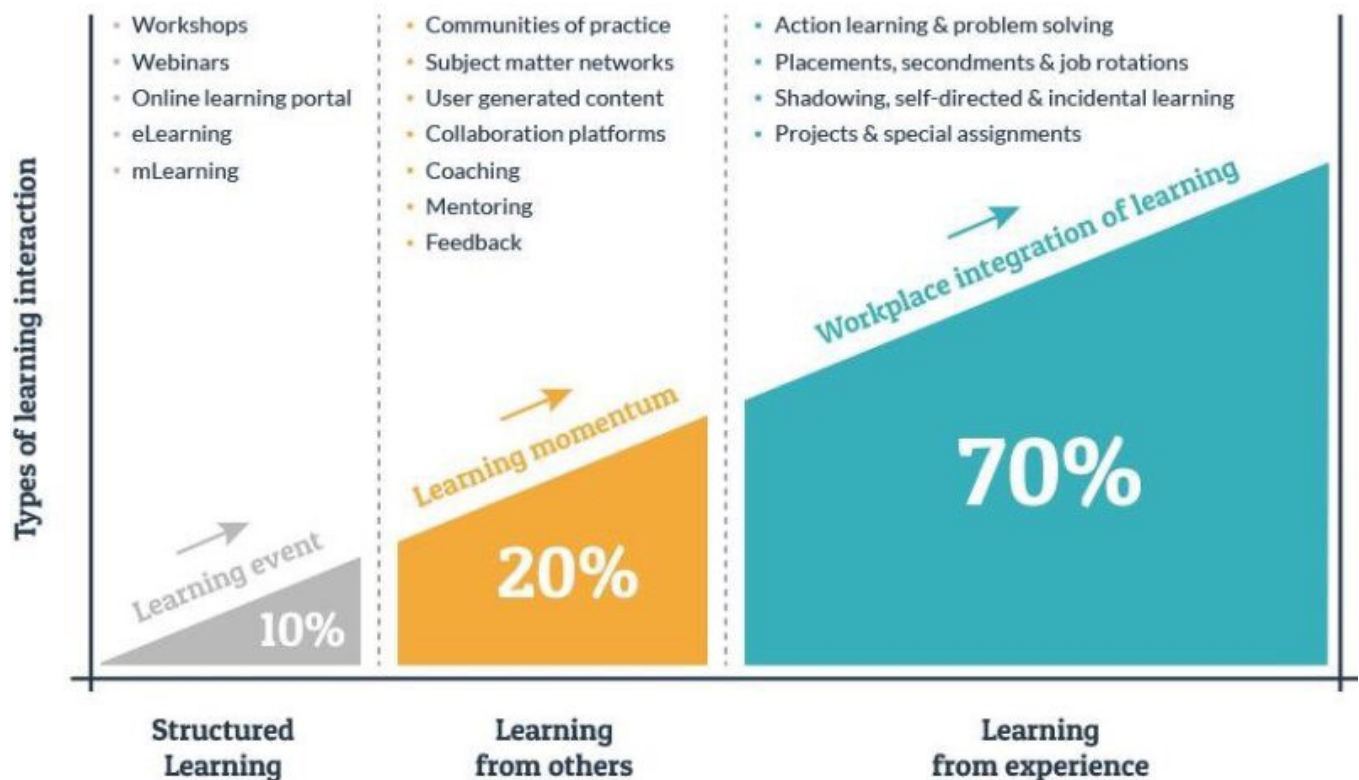 Types of learning interaction
• Workshops
• Webinars
• Online learning portal
• eLearning
• mLearning
Learning event
10%
Structured
Learning
• Communities of practice
• Subject matter networks
• User generated content
• Collaboration platforms
• Coaching
• Mentoring
• Feedback
Learning momentum
20%
Learning
from others
• Action learning & problem solving
• Placements, secondments & job rotations
• Shadowing, self-directed & incidental learning
• Projects & special assignments
Workplace integration of learning
70%
Learning
from experience